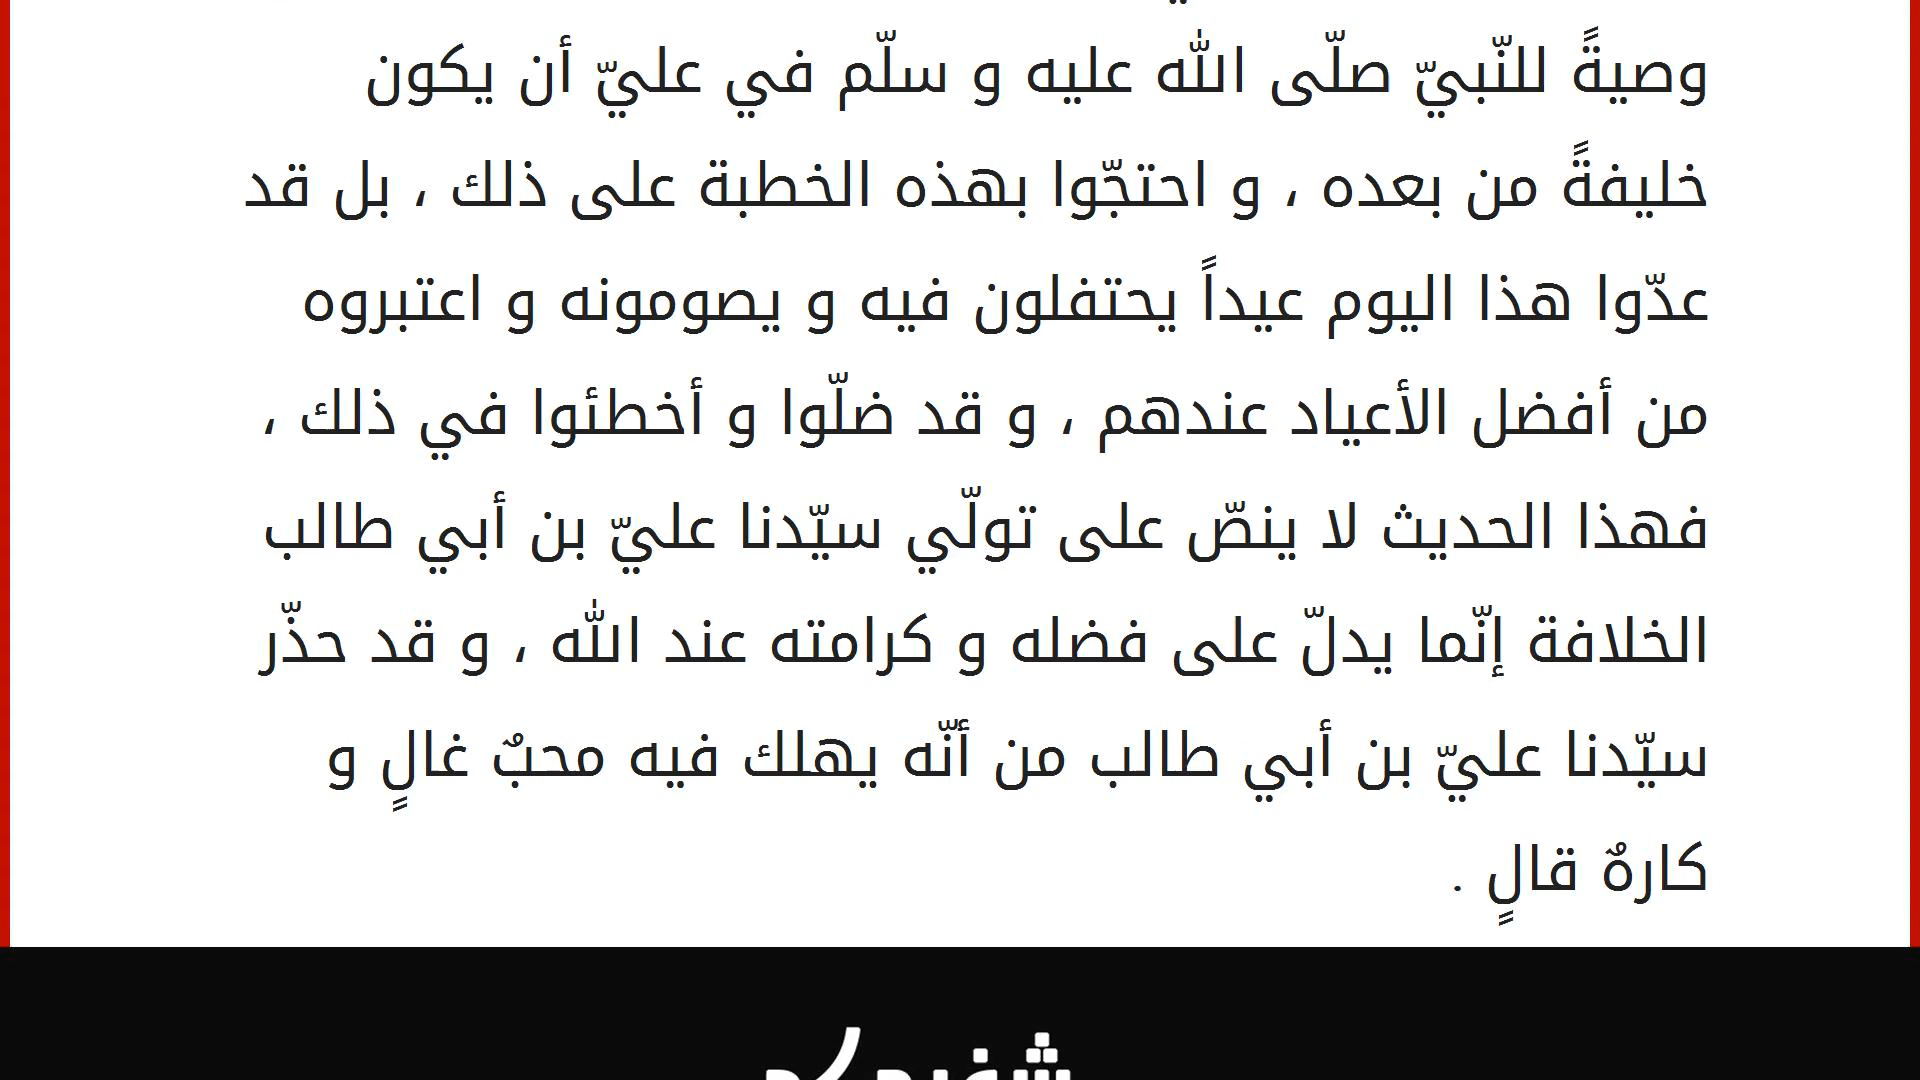 وصيةً للنّبيّ صلّى اللّٰه عليه و سلّم في عليّ أن يكون
خليفةً من بعده ، و احتجّوا بهذه الخطبة على ذلك ، بل قد
عدّوا هذا اليوم عيداً يحتفلون فيه و يصومونه و اعتبروه
من أفضل الأعياد عندهم ، و قد ضلّوا و أخطئوا في ذلك ،
فهذا الحديث لا ينصّ على تولّي سيّدنا عليّ بن أبي طالب
الخلافة إنّما يدلّ على فضله و كرامته عند اللّٰه ، و قد حذّر
سيّدنا عليّ بن أبي طالب من أنّه يهلك فيه محبٌ غالٍ و
كارهٌ قالٍ .